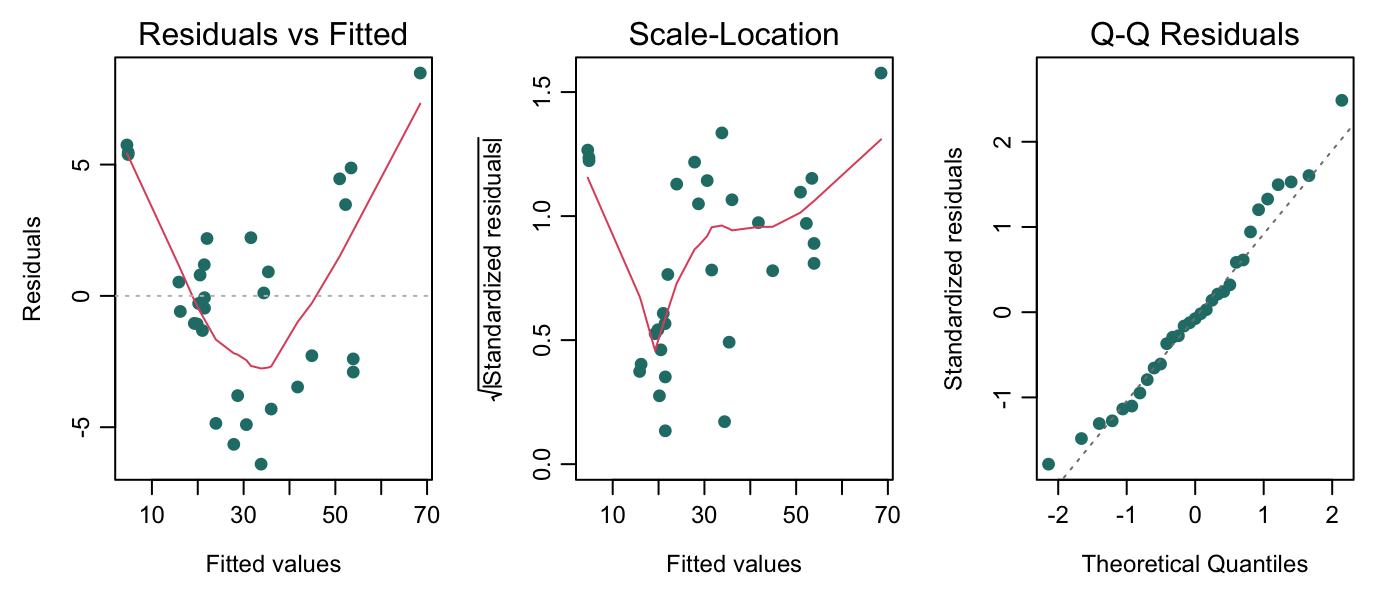 Residuals vs Fitted
Residuals
5
0
-5
10
30
50
70
Fitted values
Scale-Location
√|Standardized residuals|
1.5
1.0
0.5
0.0
10
30
50
70
Fitted values
Q-Q Residuals
Standardized residuals
2
1
0
-1
-2
-1
0
1
2
Theoretical Quantiles